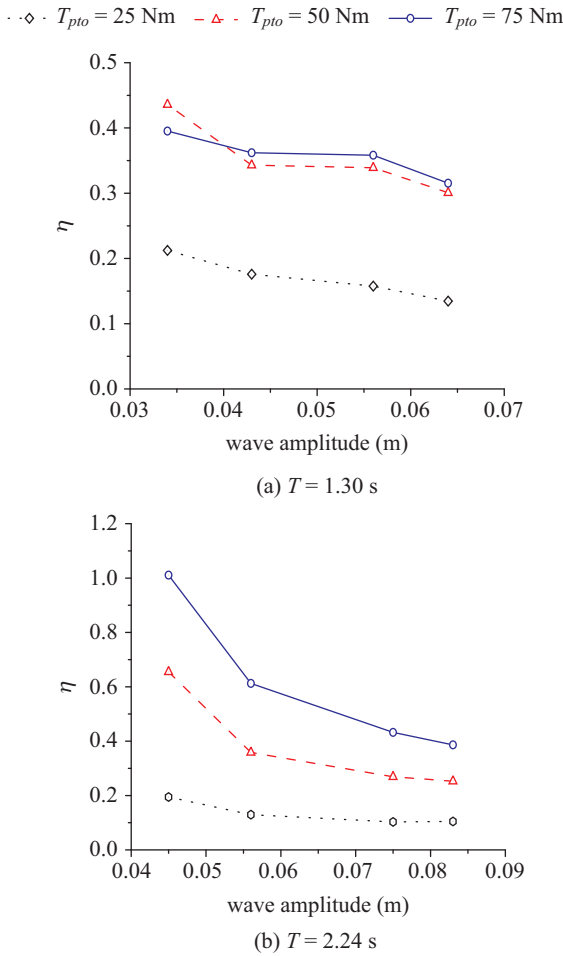 T_pto = 25 Nm T_pto = 50 Nm T_pto = 75 Nm
0.5
0.4
0.3
η
0.2
0.1
0.0
0.03 0.04 0.05 0.06 0.07
wave amplitude (m)
(a) T = 1.30 s
1.2
1.0
0.8
η
0.6
0.4
0.2
0.0
0.04 0.05 0.06 0.07 0.08 0.09
wave amplitude (m)
(b) T = 2.24 s